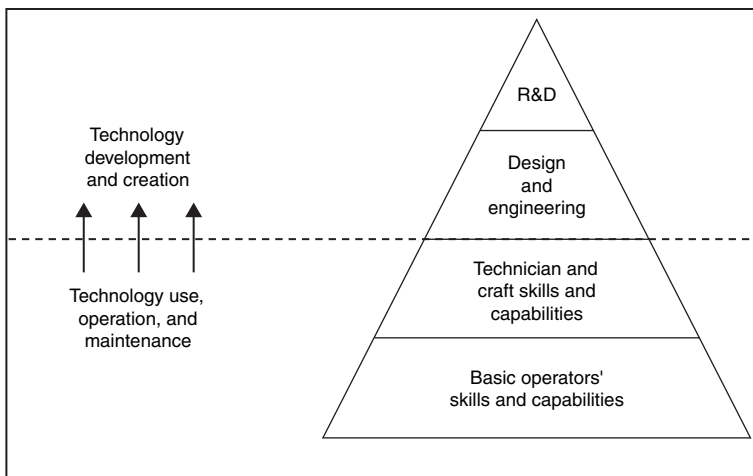 Technology
development
and creation
Technology use,
operation, and
maintenance
R&D
Design
and
engineering
Technician and
craft skills and
capabilities
Basic operators'
skills and capabilities